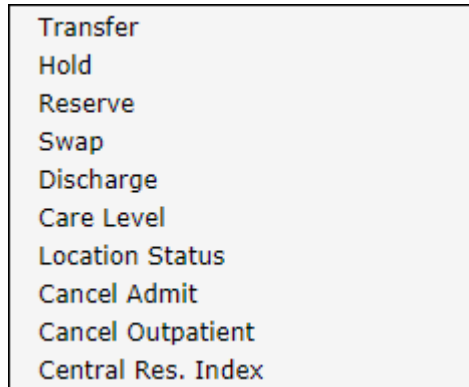 Transfer
Hold
Reserve
Swap
Discharge
Care Level
Location Status
Cancel Admit
Cancel Outpatient
Central Res. Index